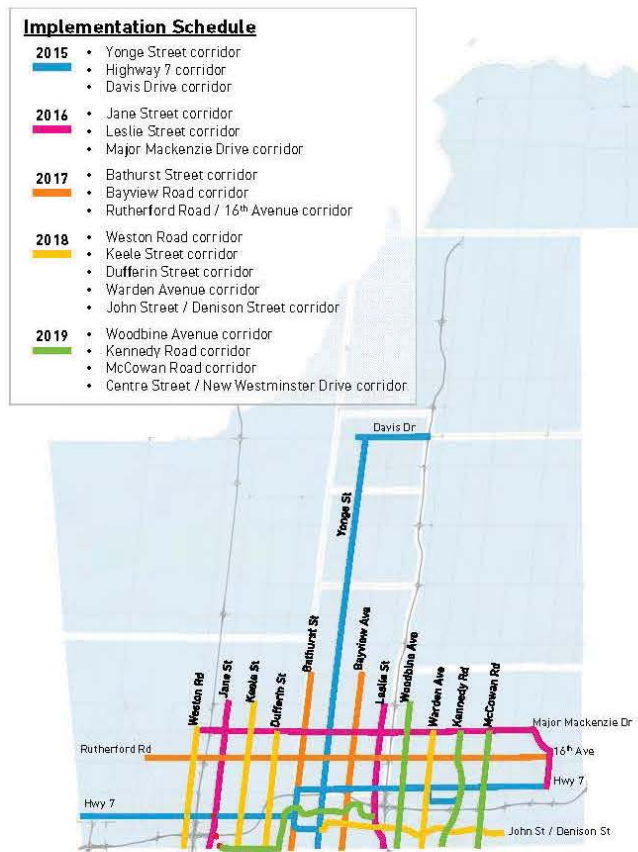 Implementation Schedule
2015 • Yonge Street corridor
• Highway 7 corridor
• Davis Drive corridor
2016 • Jane Street corridor
• Leslie Street corridor
• Major Mackenzie Drive corridor
2017 • Bathurst Street corridor
• Bayview Road corridor
• Rutherford Road / 16th Avenue corridor
2018 • Weston Road corridor
• Keele Street corridor
• Dufferin Street corridor
• Warden Avenue corridor
• John Street / Denison Street corridor
2019 • Woodbine Avenue corridor
• Kennedy Road corridor
• McCowan Road corridor
• Centre Street / New Westminster Drive corridor
Davis Dr
Yonge St
Bathurst St
Bayview Ave
Weston Rd
Jane St
Keele St
Dufferin St
Leslie St
Woodbine Ave
Warden Ave
Kennedy Rd
McCowan Rd
Major Mackenzie Dr
Rutherford Rd
16th Ave
Hwy 7
Hwy 7
John St / Denison St